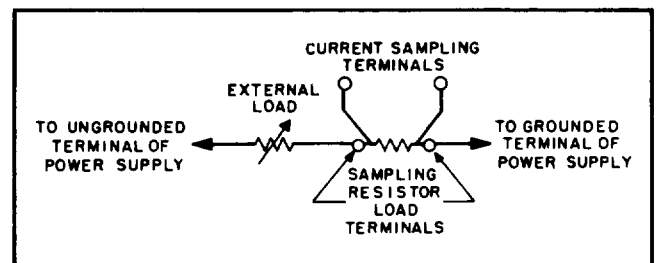 CURRENT SAMPLING
TERMINALS
EXTERNAL
LOAD
TO UNGROUNDED
TERMINAL OF
POWER SUPPLY
TO GROUNDED
TERMINAL OF
POWER SUPPLY
SAMPLING
RESISTOR
LOAD
TERMINALS